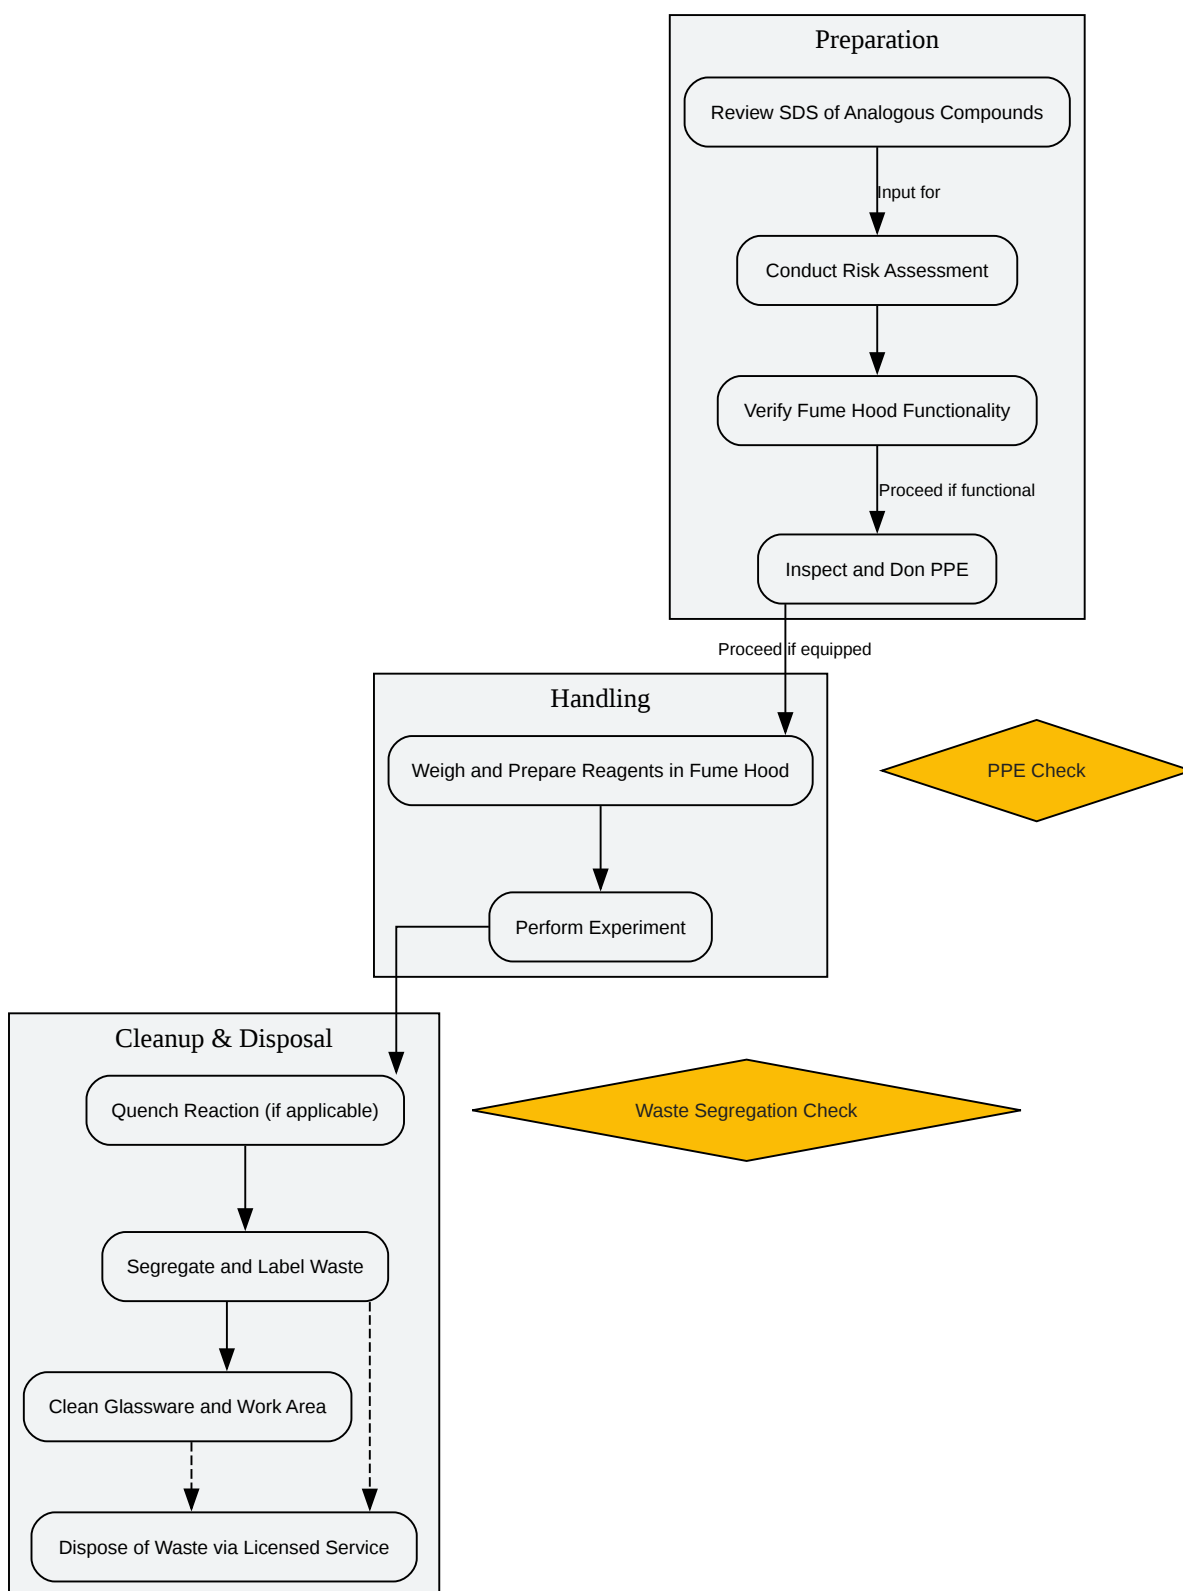 Preparation
Review SDS of Analogous Compounds
Input for
Conduct Risk Assessment
Verify Fume Hood Functionality
Proceed if functional
Inspect and Don PPE
Proceed if equipped
Handling
Weigh and Prepare Reagents in Fume Hood
PPE Check
Perform Experiment
Cleanup & Disposal
Quench Reaction (if applicable)
Waste Segregation Check
Segregate and Label Waste
Clean Glassware and Work Area
Dispose of Waste via Licensed Service